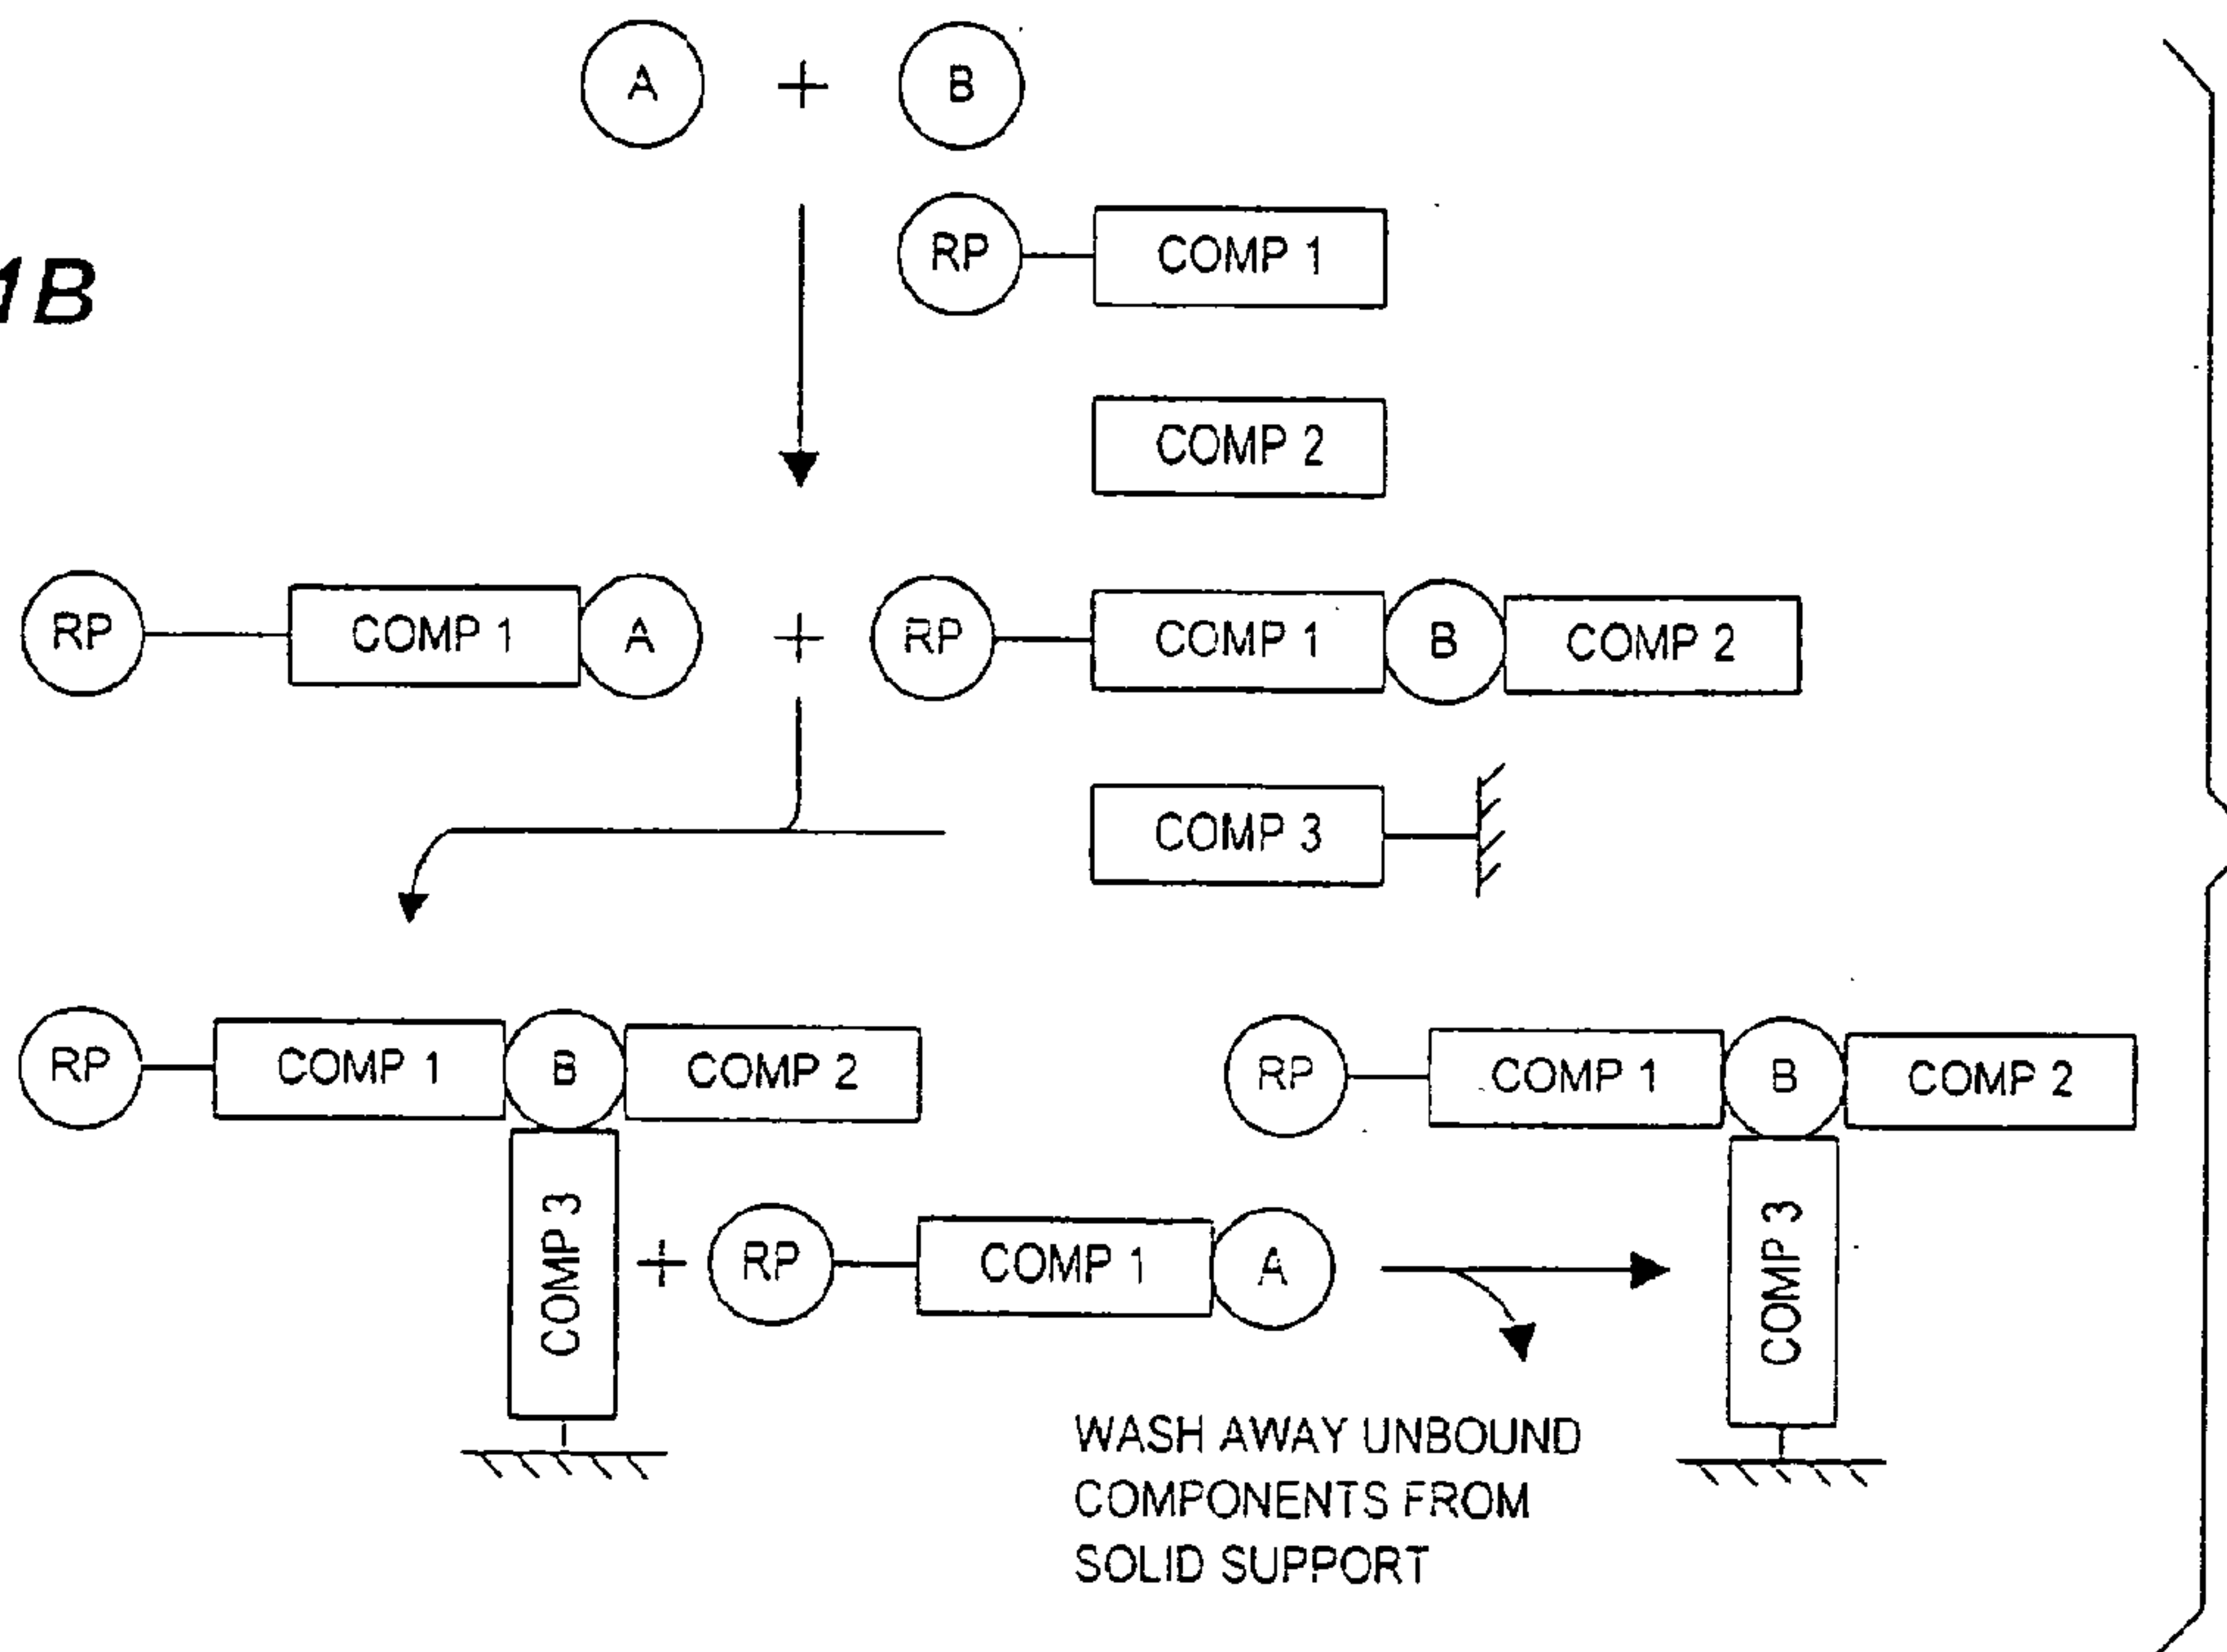 A + B
RP COMP 1
1B
COMP 2
RP COMP 1 A + RP COMP 1 B COMP 2
COMP 3
RP COMP 1 B COMP 2
RP COMP 1 B COMP 2
COMP 3
+ RP COMP 1 A
COMP 3
WASH AWAY UNBOUND
COMPONENTS FROM
SOLID SUPPORT